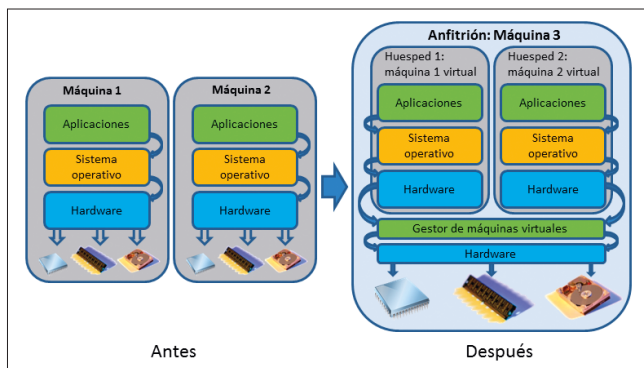 Máquina 1
Aplicaciones
Sistema
operativo
Hardware
Máquina 2
Aplicaciones
Sistema
operativo
Hardware
Antes
Anfitrión: Máquina 3
Huesped 1:
máquina 1 virtual
Aplicaciones
Sistema
operativo
Hardware
Huesped 2:
máquina 2 virtual
Aplicaciones
Sistema
operativo
Hardware
Gestor de máquinas virtuales
Hardware
Después